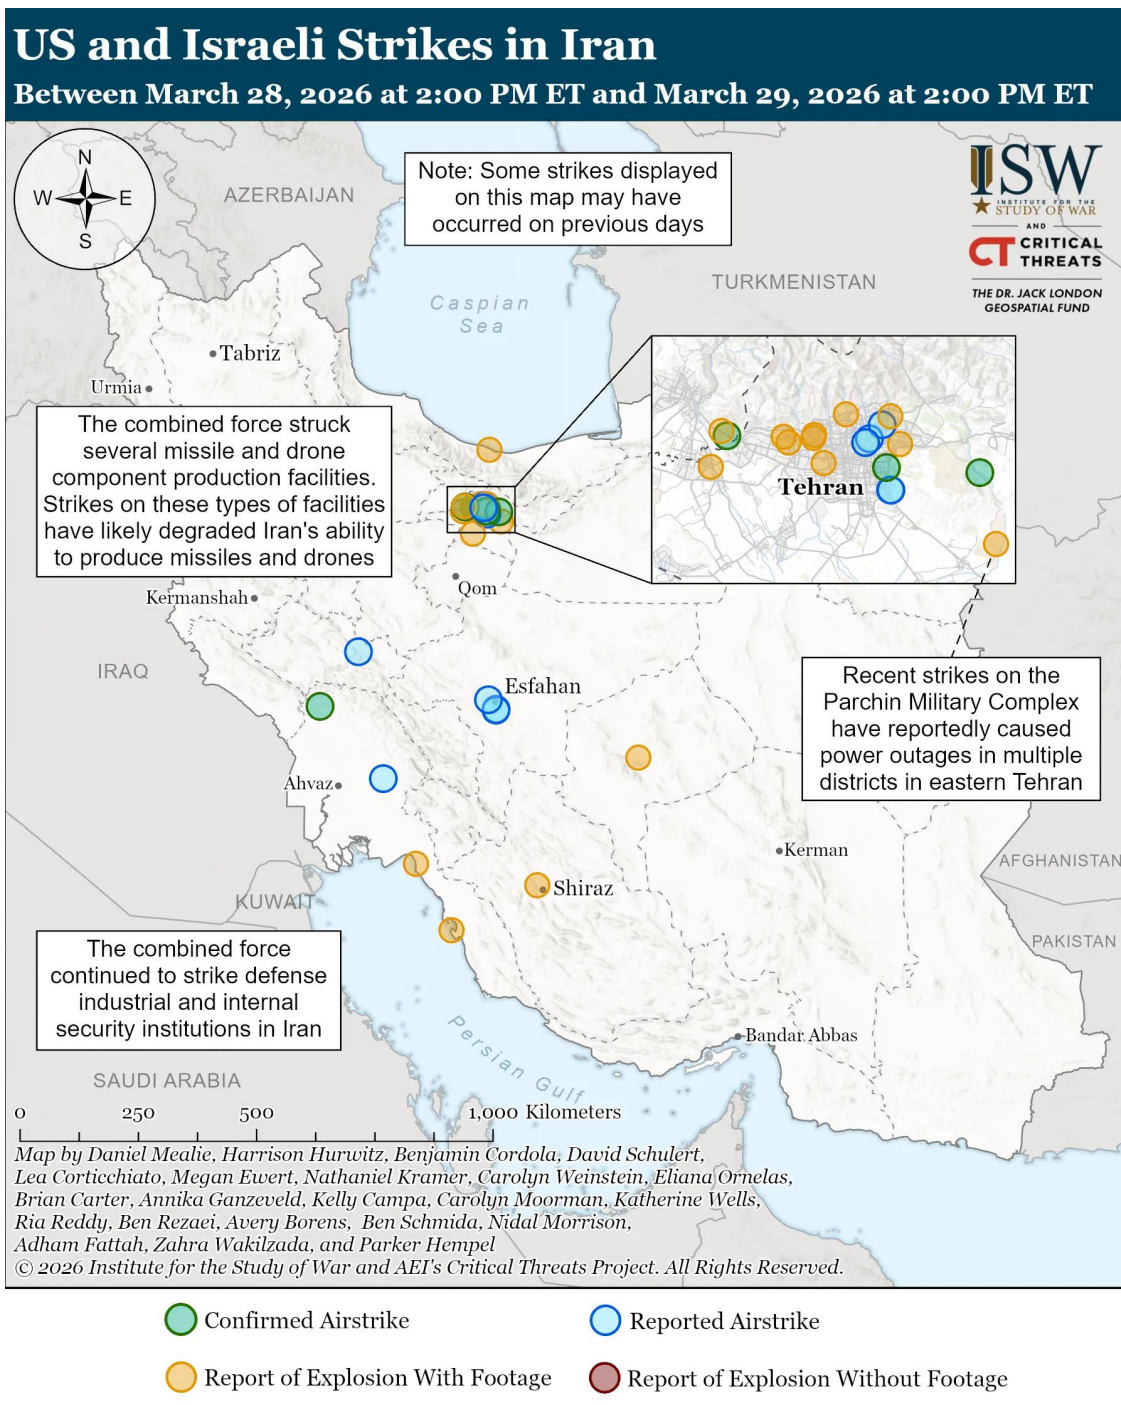 US and Israeli Strikes in Iran
Between March 28, 2026 at 2:00 PM ET and March 29, 2026 at 2:00 PM ET
N
W
E
S
AZERBAIJAN
Note: Some strikes displayed
on this map may have
occurred on previous days
ISW
INSTITUTE FOR THE
STUDY OF WAR
AND
CT CRITICAL
THREATS
THE DR. JACK LONDON
GEOSPATIAL FUND
TURKMENISTAN
Caspian
Sea
Tabriz
Urmia
The combined force struck
several missile and drone
component production facilities.
Strikes on these types of facilities
have likely degraded Iran's ability
to produce missiles and drones
Tehran
Qom
Kermanshah
IRAQ
Esfahan
Recent strikes on the
Parchin Military Complex
have reportedly caused
power outages in multiple
districts in eastern Tehran
Ahvaz
Kerman
AFGHANISTAN
KUWAIT
Shiraz
PAKISTAN
The combined force
continued to strike defense
industrial and internal
security institutions in Iran
Bandar Abbas
Persian Gulf
SAUDI ARABIA
0 250 500 1,000 Kilometers
Map by Daniel Mealie, Harrison Hurwitz, Benjamin Cordola, David Schulert,
Lea Corticchiato, Megan Ewert, Nathaniel Kramer, Carolyn Weinstein, Eliana Ornelas,
Brian Carter, Annika Ganzeveld, Kelly Campa, Carolyn Moorman, Katherine Wells,
Ria Reddy, Ben Rezaei, Avery Borens, Ben Schmida, Nidal Morrison,
Adham Fattah, Zahra Wakilzada, and Parker Hempel
© 2026 Institute for the Study of War and AEI's Critical Threats Project. All Rights Reserved.
Confirmed Airstrike
Reported Airstrike
Report of Explosion With Footage
Report of Explosion Without Footage